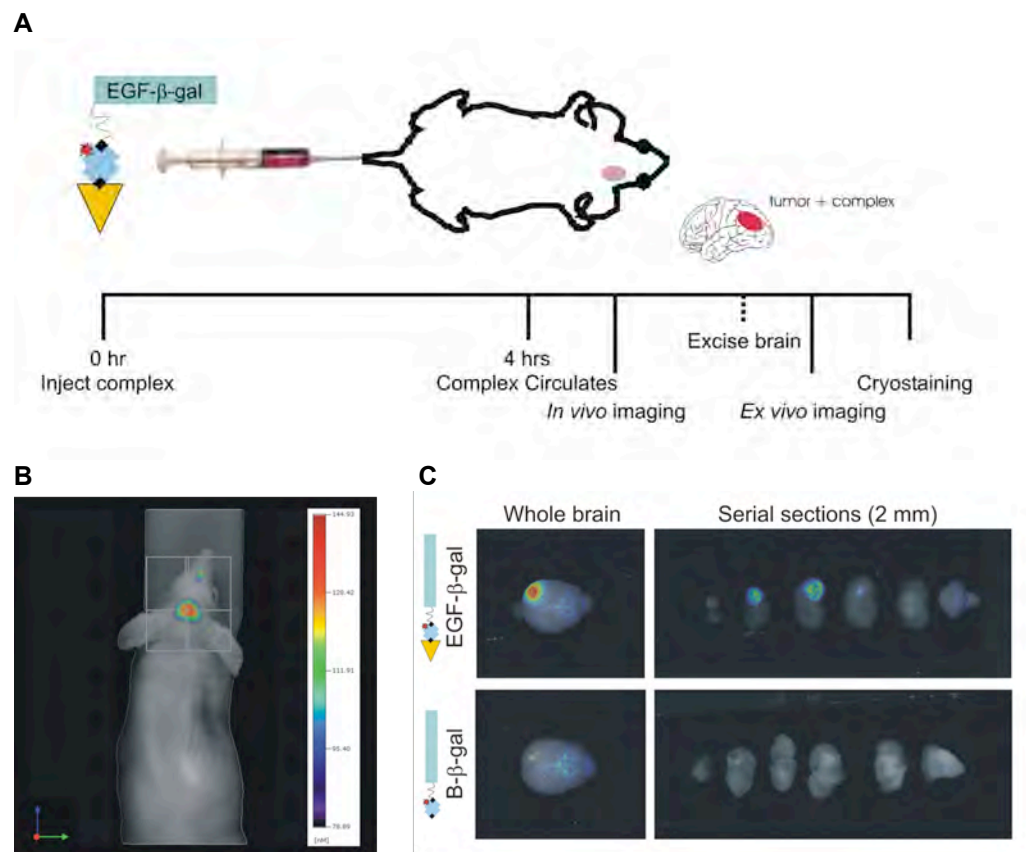 A
EGF-β-gal
tumor + complex
0 hr
Inject complex
4 hrs
Complex Circulates
In vivo imaging
Excise brain
Ex vivo imaging
Cryostaining
B
144.93
128.42
111.91
95.40
78.89
[nM]
C
Whole brain
Serial sections (2 mm)
EGF-β-gal
B-β-gal